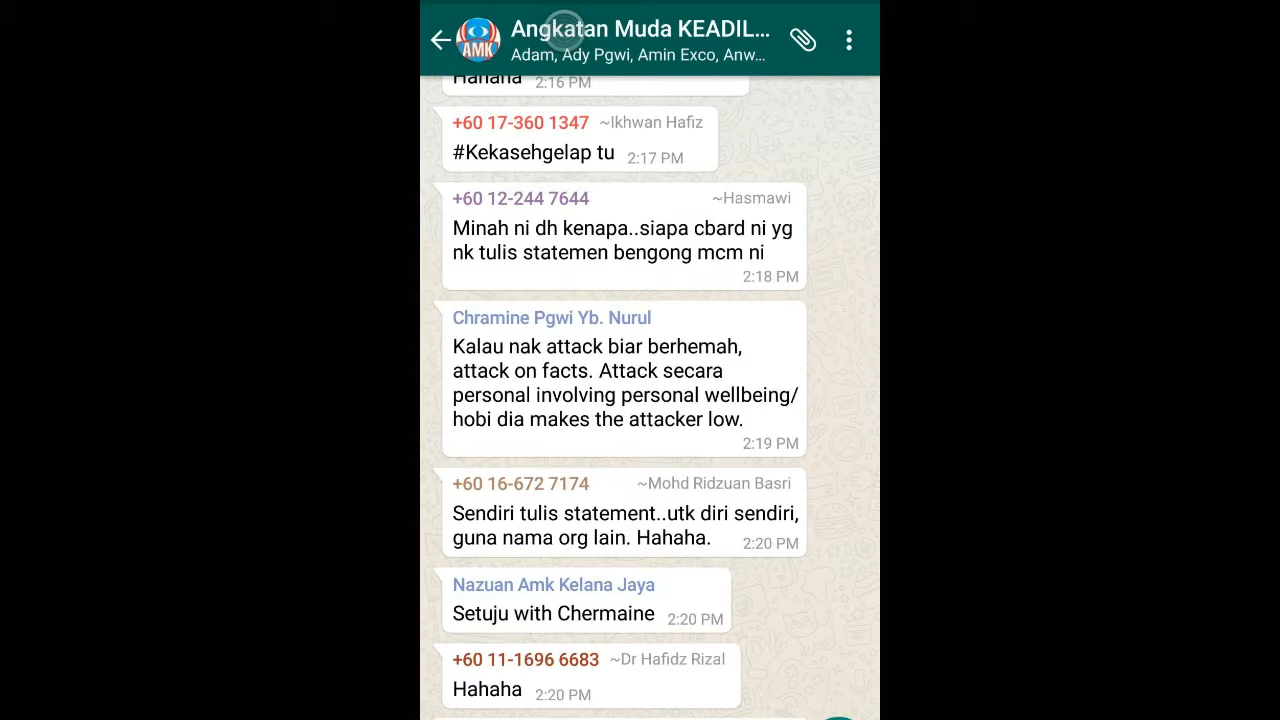 Angkatan Muda KEADIL...
AMK
Adam, Ady Pgwi, Amin Exco, Anw...
Hahaha 2:16 PM
+60 17-360 1347 ~Ikhwan Hafiz
#Kekasehgelap tu 2:17 PM
+60 12-244 7644 ~Hasmawi
Minah ni dh kenapa..siapa cbard ni yg
nk tulis statemen bengong mcm ni
2:18 PM
Chramine Pgwi Yb. Nurul
Kalau nak attack biar berhemah,
attack on facts. Attack secara
personal involving personal wellbeing/
hobi dia makes the attacker low.
2:19 PM
+60 16-672 7174 ~Mohd Ridzuan Basri
Sendiri tulis statement..utk diri sendiri,
guna nama org lain. Hahaha. 2:20 PM
Nazuan Amk Kelana Jaya
Setuju with Chermaine 2:20 PM
+60 11-1696 6683 ~Dr Hafidz Rizal
Hahaha 2:20 PM